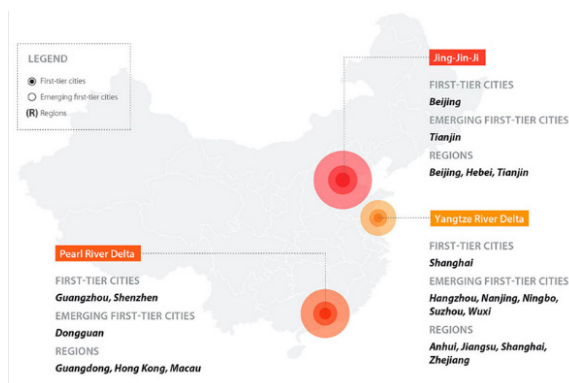 LEGEND
First-tier cities
Emerging first-tier cities
(R) Regions
Jing-Jin-Ji
FIRST-TIER CITIES
Beijing
EMERGING FIRST-TIER CITIES
Tianjin
REGIONS
Beijing, Hebei, Tianjin
Yangtze River Delta
FIRST-TIER CITIES
Shanghai
EMERGING FIRST-TIER CITIES
Hangzhou, Nanjing, Ningbo,
Suzhou, Wuxi
REGIONS
Anhui, Jiangsu, Shanghai,
Zhejiang
Pearl River Delta
FIRST-TIER CITIES
Guangzhou, Shenzhen
EMERGING FIRST-TIER CITIES
Dongguan
REGIONS
Guangdong, Hong Kong, Macau